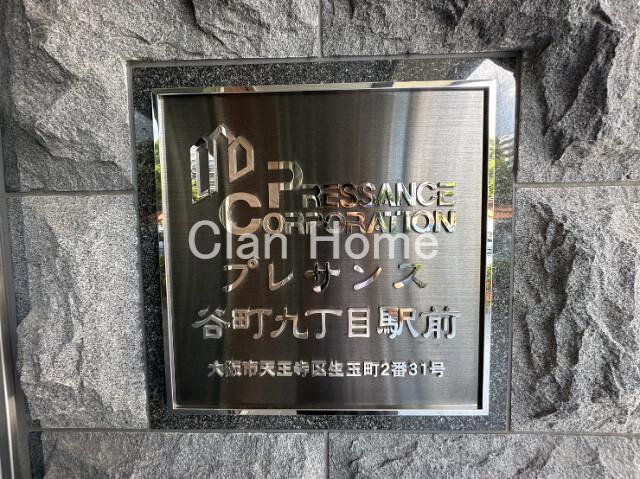 PRESSANCE
CORPORATION
Clan Home
プレサンス
谷町九丁目駅前
大阪市天王寺区生玉町2番31号